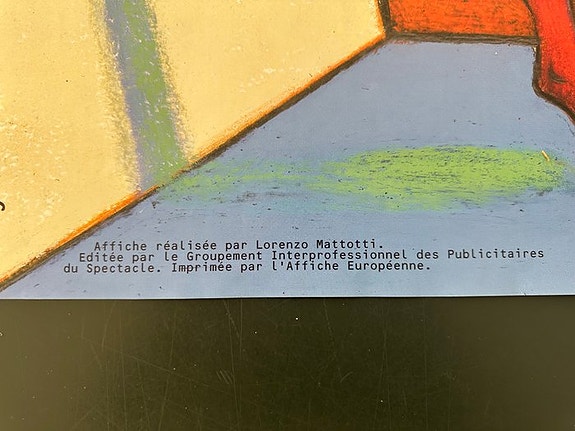 Affiche réalisée par Lorenzo Mattotti.
Editée par le Groupement Interprofessionnel des Publicitaires
du Spectacle. Imprimée par l'Affiche Européenne.